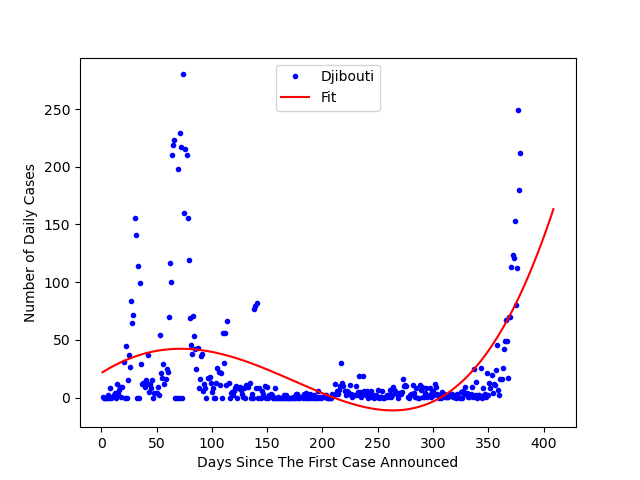 Djibouti
Fit
Number of Daily Cases
250
200
150
100
50
0
0 50 100 150 200 250 300 350 400
Days Since The First Case Announced